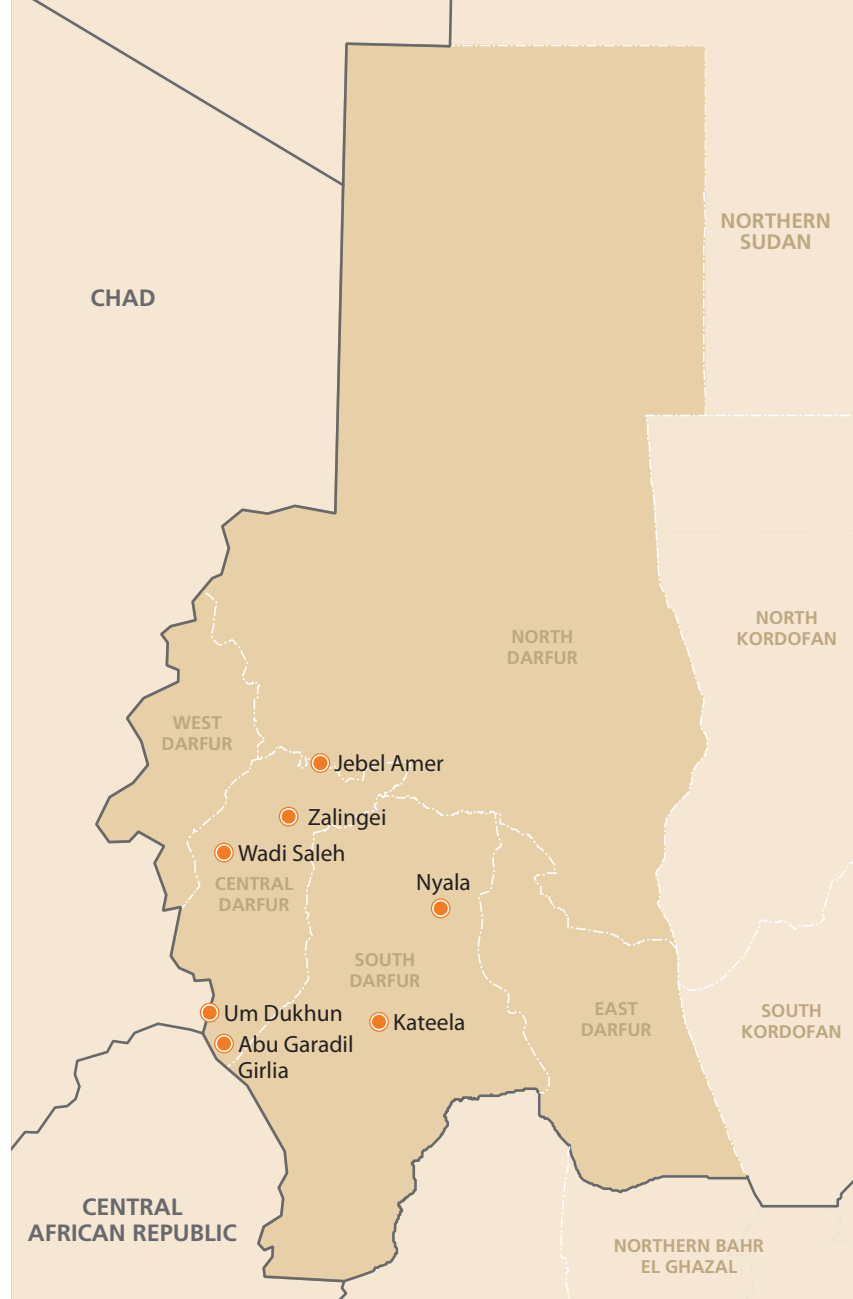 NORTHERN
SUDAN
CHAD
NORTH
KORDOFAN
NORTH
DARFUR
WEST
DARFUR
Jebel Amer
Zalingei
Wadi Saleh
CENTRAL
DARFUR
Nyala
SOUTH
DARFUR
Um Dukhun
Kateela
EAST
DARFUR
SOUTH
KORDOFAN
Abu Garadil
Girlia
CENTRAL
AFRICAN REPUBLIC
NORTHERN BAHR
EL GHAZAL